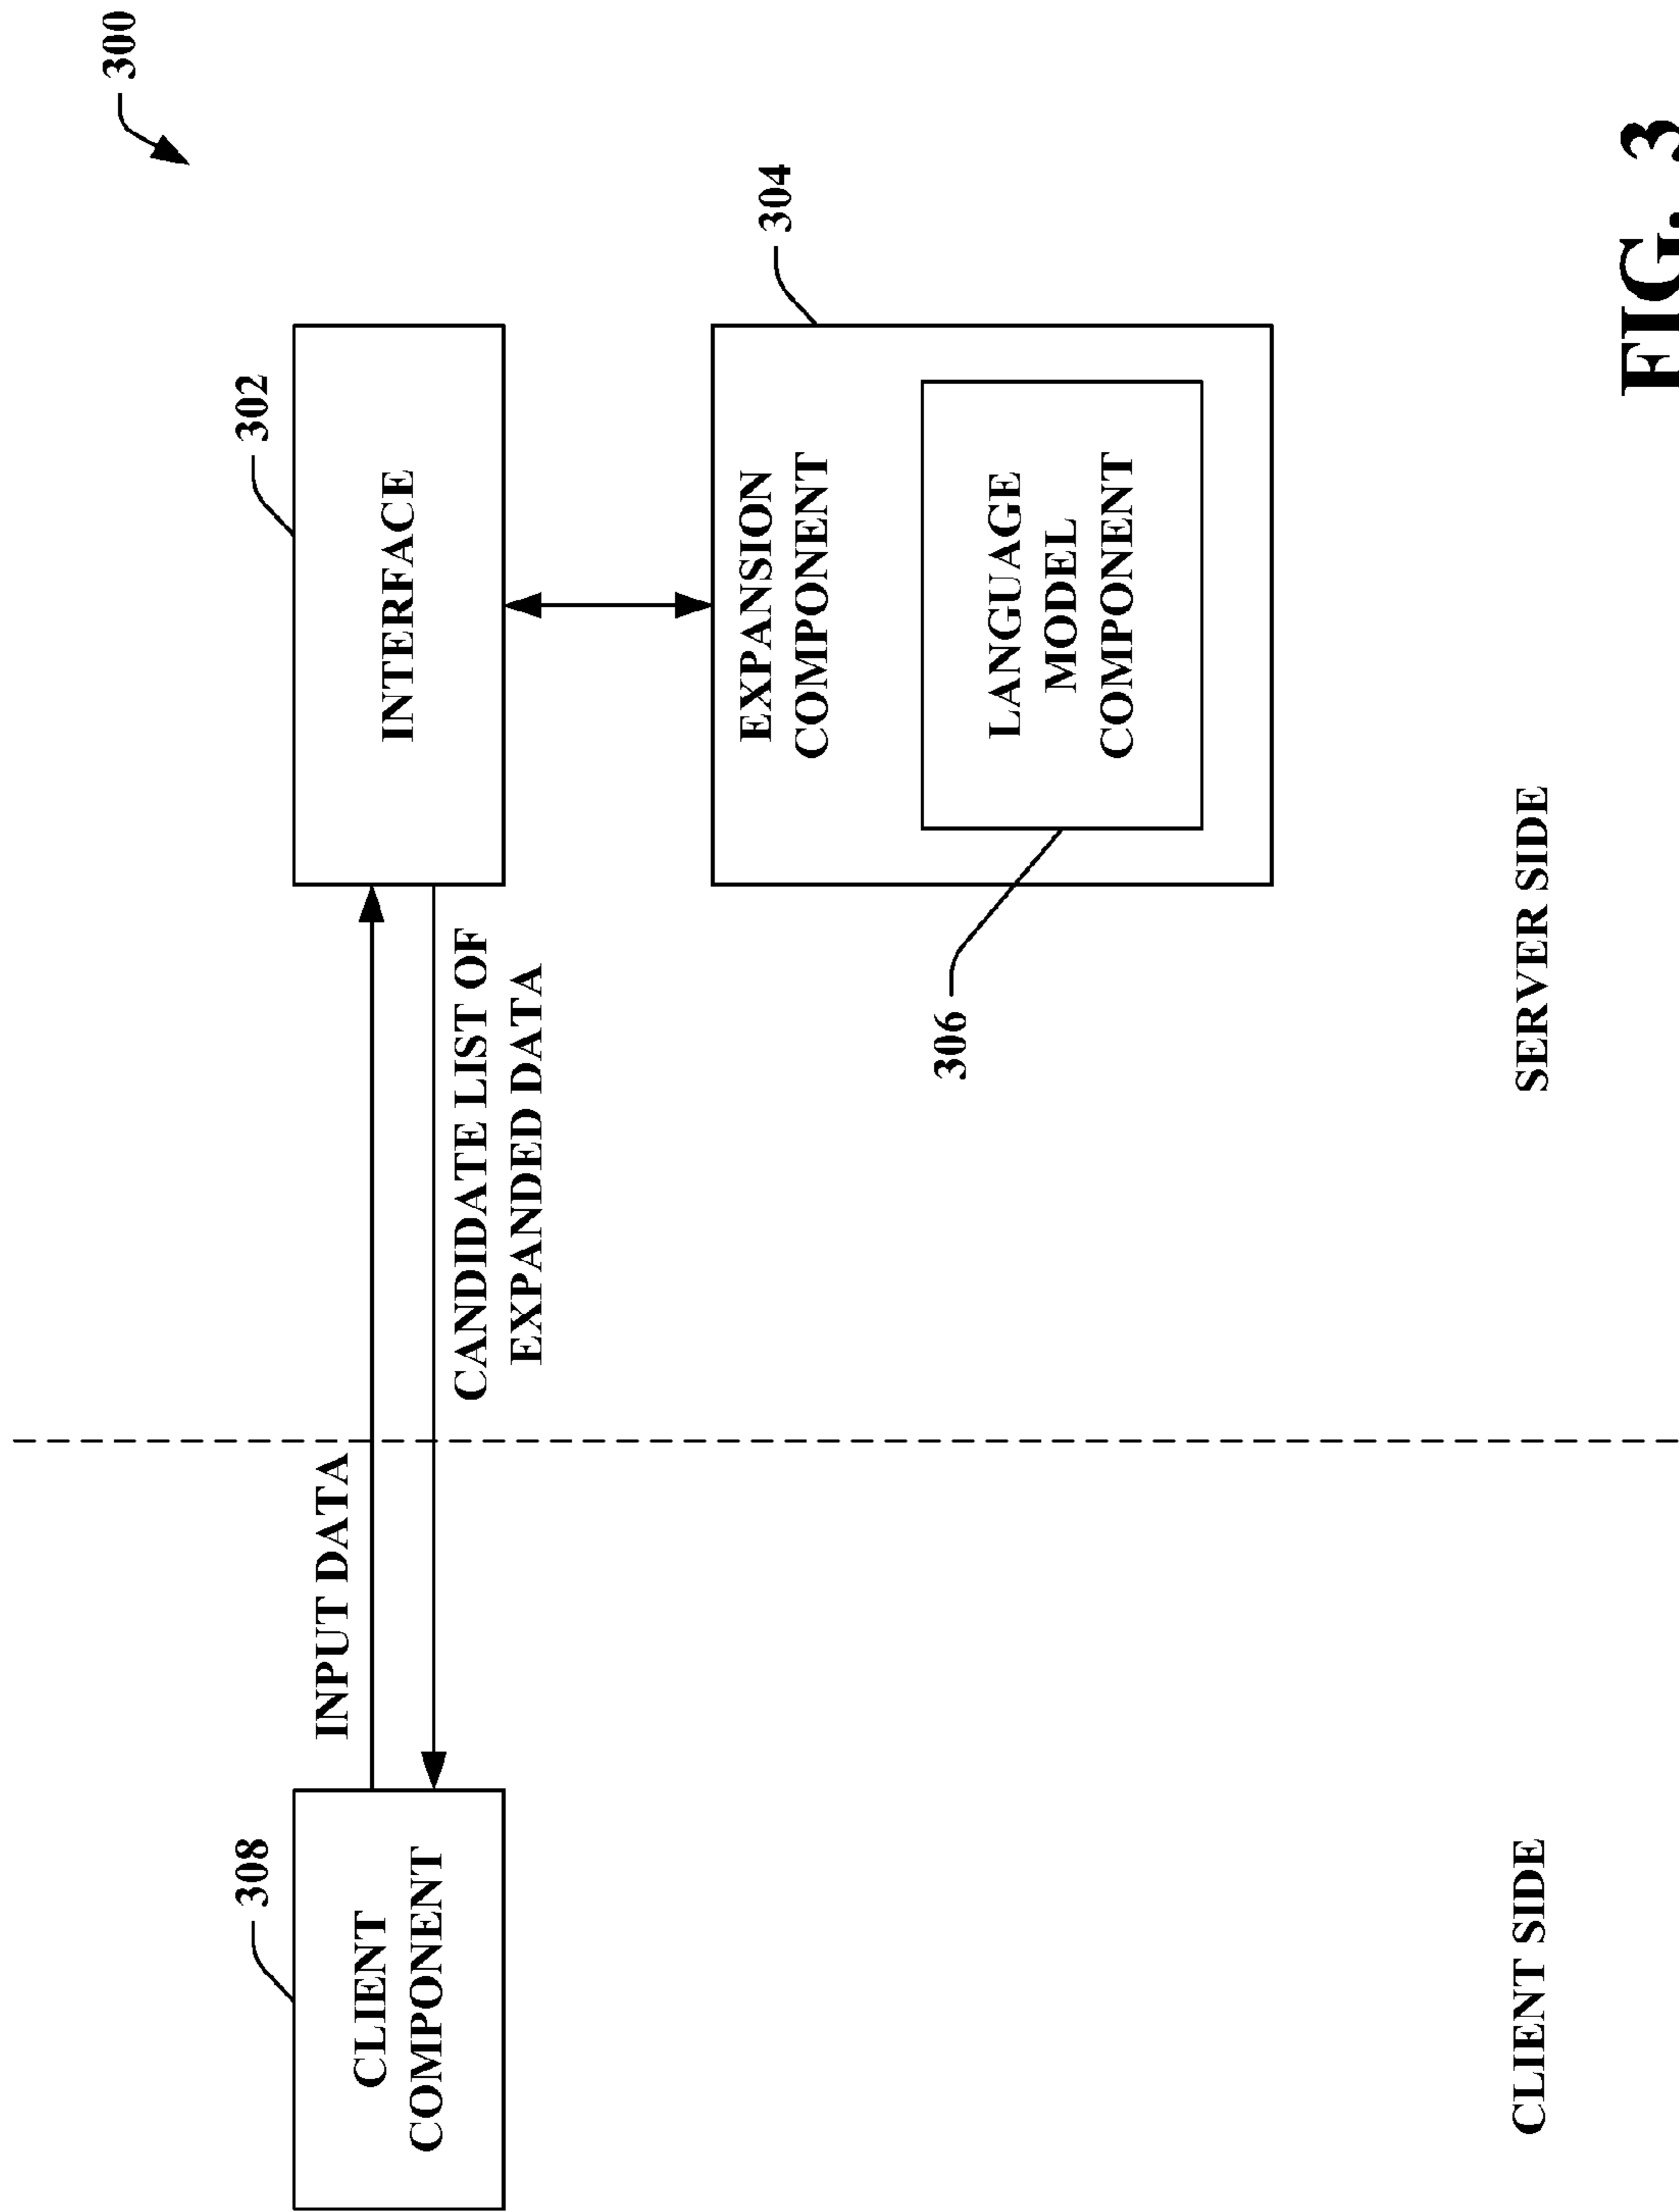 300
308
CLIENT
COMPONENT
INPUT DATA
CANDIDATE LIST OF
EXPANDED DATA
302
INTERFACE
304
EXPANSION
COMPONENT
306
LANGUAGE
MODEL
COMPONENT
CLIENT SIDE
SERVER SIDE
FIG. 3